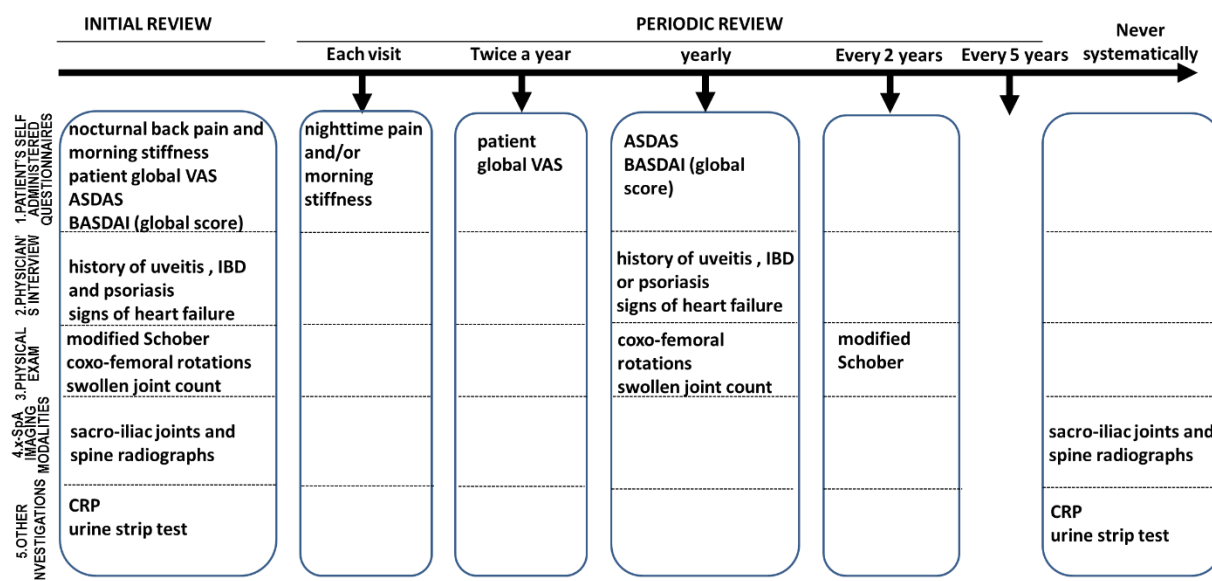 INITIAL REVIEW
PERIODIC REVIEW
Each visit
Twice a year
yearly
Every 2 years
Every 5 years
Never
systematically
1.PATIENT'S SELF
ADMINISTERED
QUESTIONNAIRES
nocturnal back pain and
morning stiffness
patient global VAS
ASDAS
BASDAI (global score)
nighttime pain
and/or
morning
stiffness
patient
global VAS
ASDAS
BASDAI (global
score)
2.PHYSICIAN'
S INTERVIEW
history of uveitis , IBD
and psoriasis
signs of heart failure
history of uveitis, IBD
or psoriasis
signs of heart failure
3.PHYSICAL
EXAM
modified Schober
coxo-femoral rotations
swollen joint count
coxo-femoral
rotations
swollen joint count
modified
Schober
4.x-SpA
IMAGING
MODALITIES
sacro-iliac joints and
spine radiographs
sacro-iliac joints and
spine radiographs
5.OTHER
NVESTIGATIONS
CRP
urine strip test
CRP
urine strip test